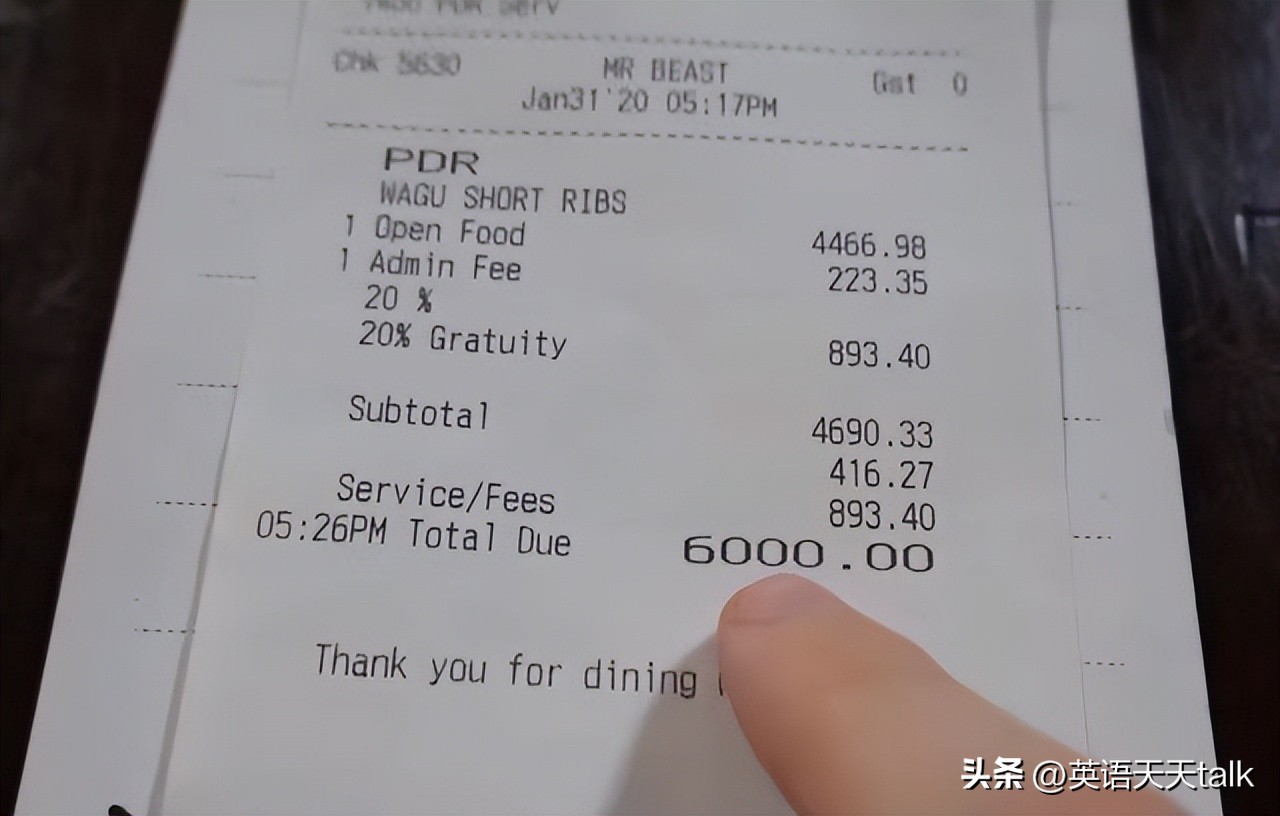 7450 PDR Serv
Chk 5630 MR BEAST Gst 0
Jan31'20 05:17PM
PDR
WAGU SHORT RIBS
1 Open Food 4466.98
1 Admin Fee 223.35
20 %
20% Gratuity 893.40
Subtotal 4690.33
416.27
Service/Fees 893.40
05:26PM Total Due 6000.00
Thank you for dining
头条 @英语天天talk